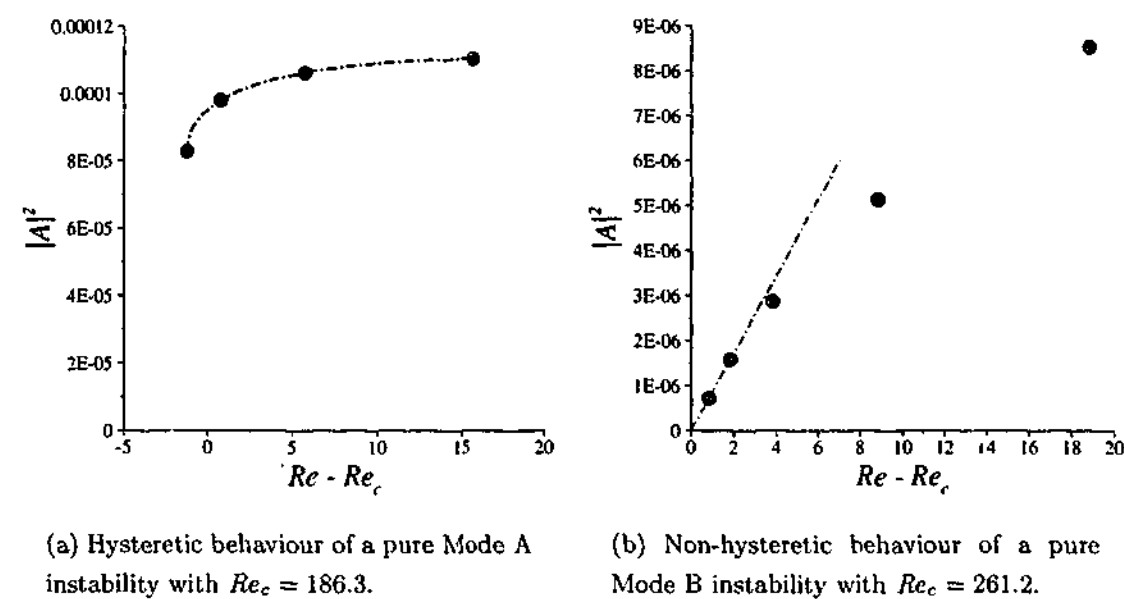 0.00012
0.0001
8E-05
6E-05
4E-05
2E-05
0
|A|²
-5
0
5
10
15
20
Re - Re_c
9E-06
8E-06
7E-06
6E-06
5E-06
4E-06
3E-06
2E-06
1E-06
0
|A|²
0
2
4
6
8
10
12
14
16
18
20
Re - Re_c
(a) Hysteretic behaviour of a pure Mode A
instability with Re_c = 186.3.
(b) Non-hysteretic behaviour of a pure
Mode B instability with Re_c = 261.2.